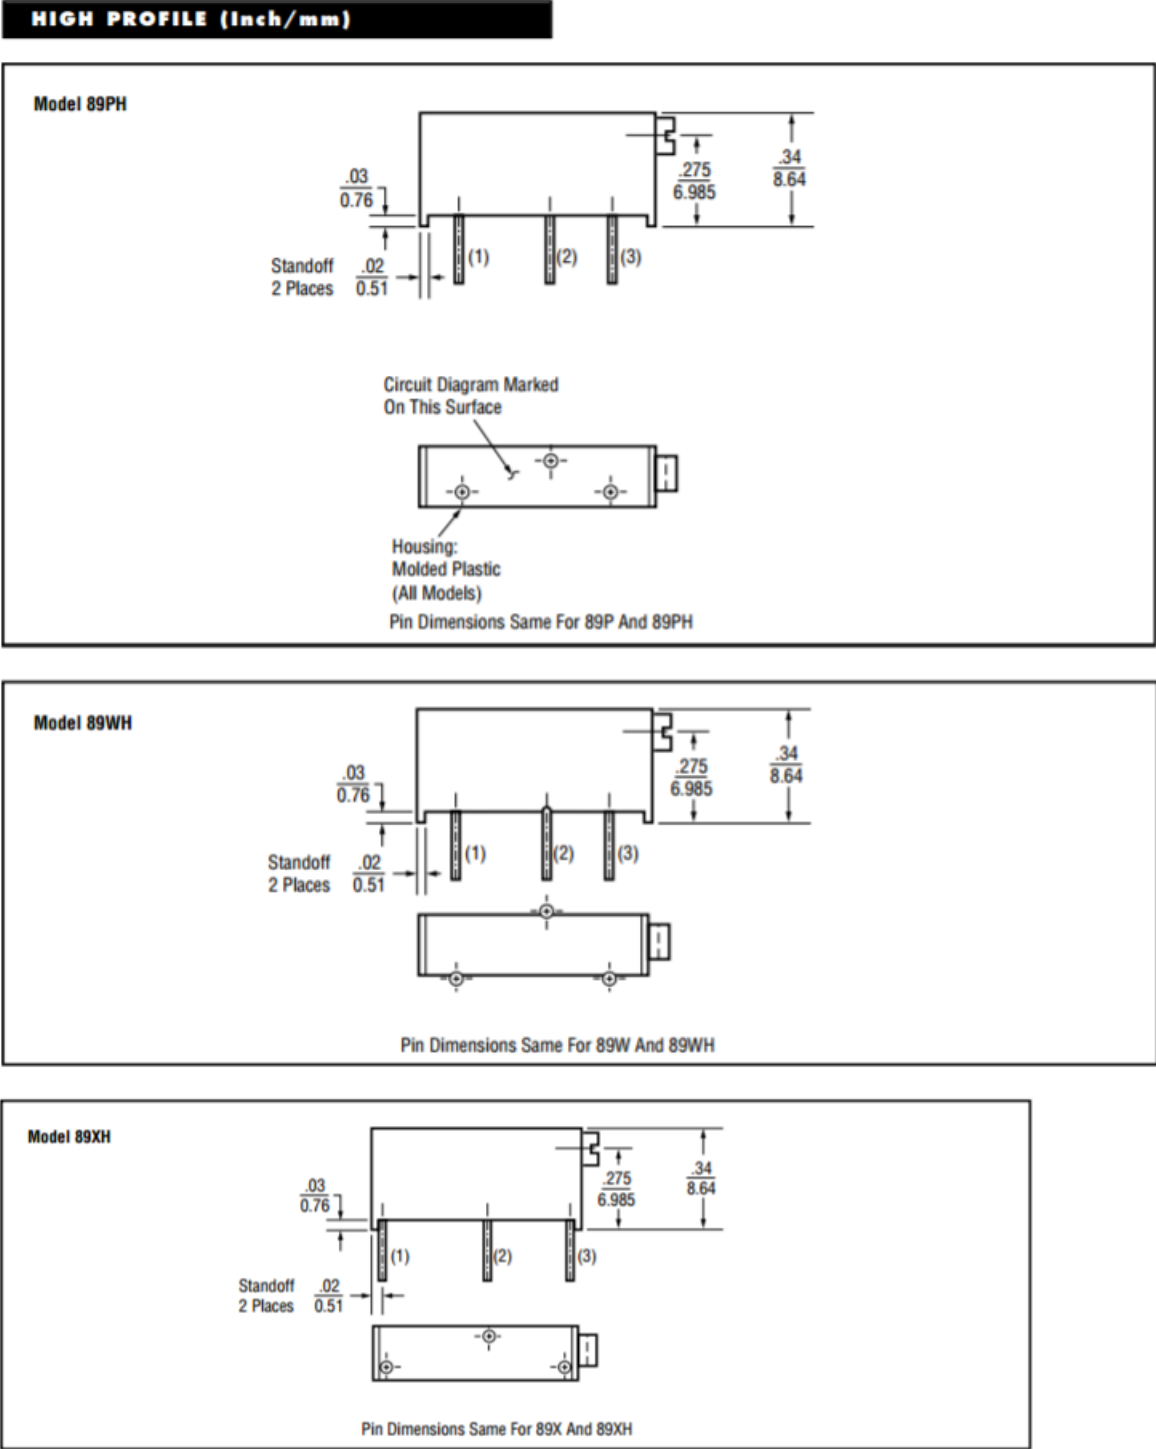 HIGH PROFILE (Inch/mm)
Model 89PH
.03
0.76
.275
6.985
.34
8.64
(1)
(2)
(3)
Standoff
2 Places
.02
0.51
Circuit Diagram Marked
On This Surface
Housing:
Molded Plastic
(All Models)
Pin Dimensions Same For 89P And 89PH
Model 89WH
.03
0.76
.275
6.985
.34
8.64
(1)
(2)
(3)
Standoff
2 Places
.02
0.51
Pin Dimensions Same For 89W And 89WH
Model 89XH
.03
0.76
.275
6.985
.34
8.64
(1)
(2)
(3)
Standoff
2 Places
.02
0.51
Pin Dimensions Same For 89X And 89XH